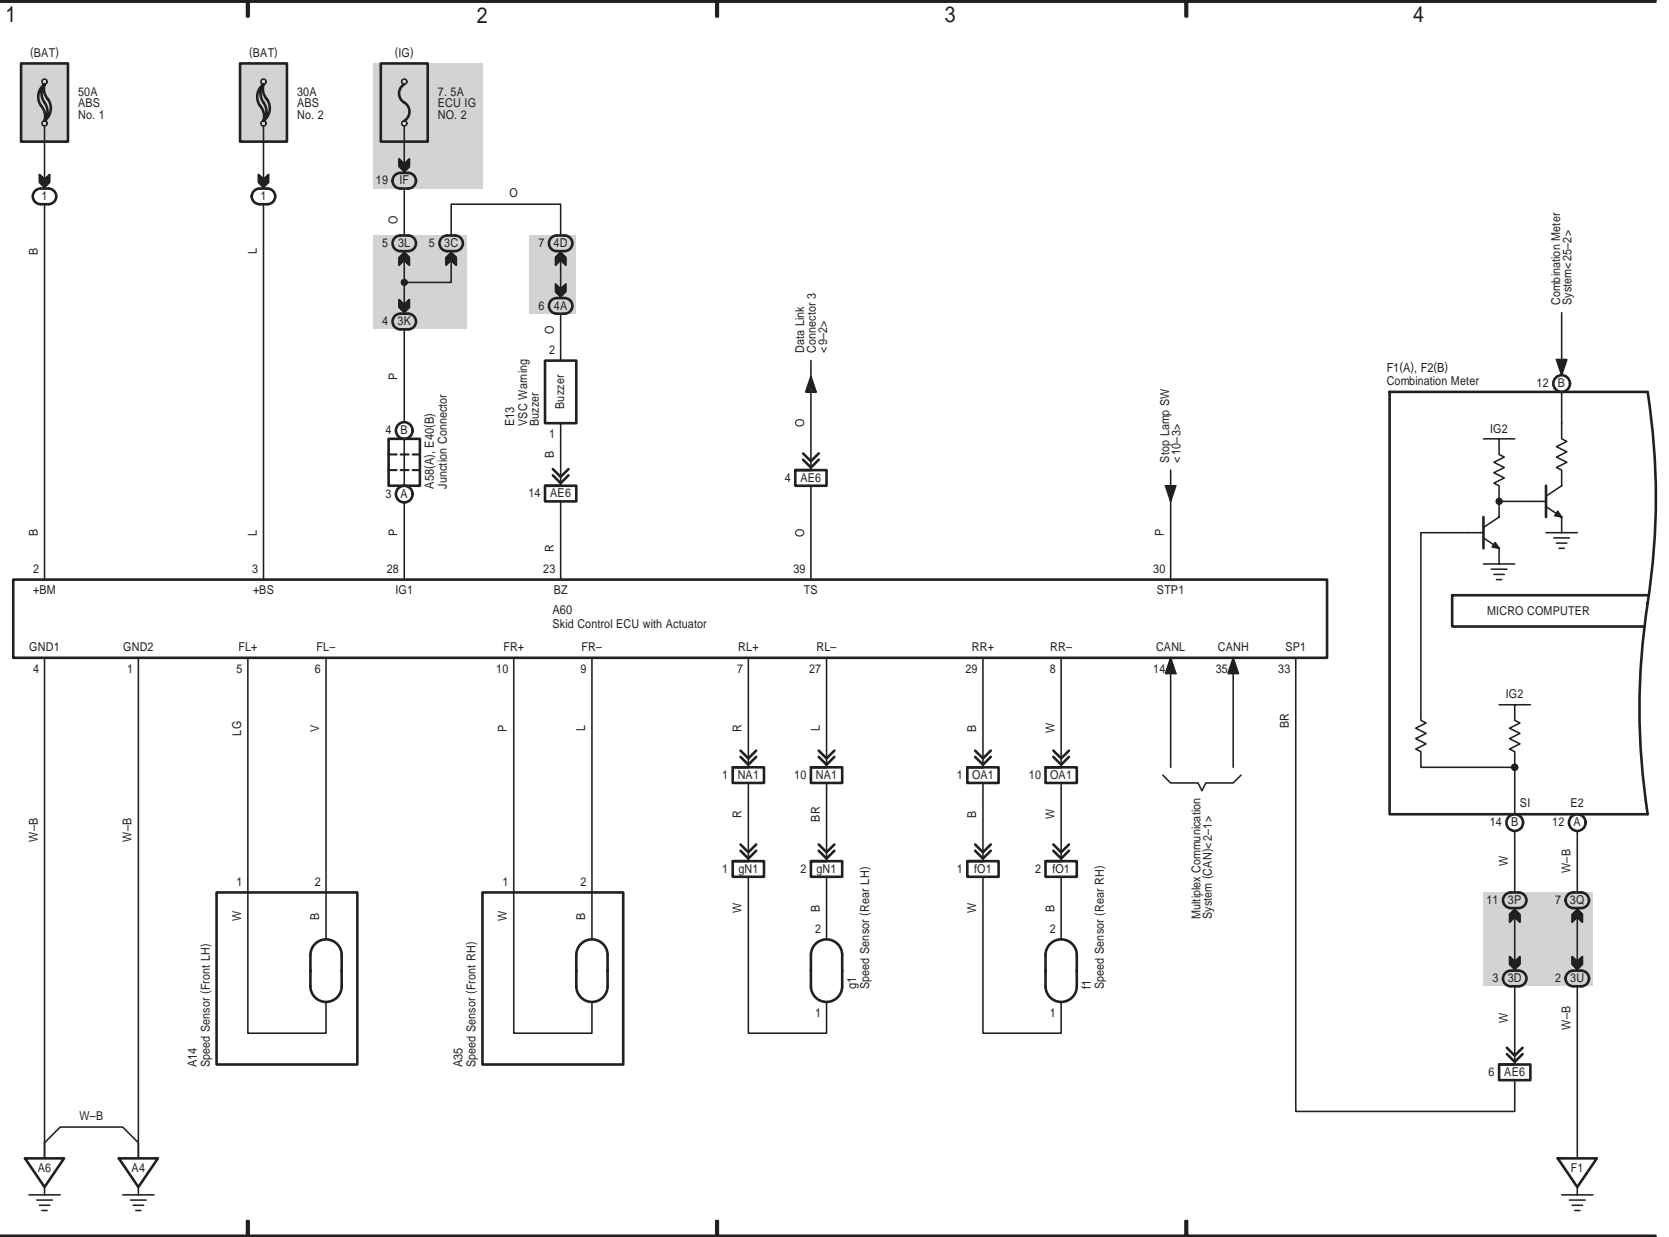 1
2
3
4
(BAT)
50A
ABS
No. 1
1
B
B
2
(BAT)
30A
ABS
No. 2
1
L
L
3
(IG)
7. 5A
ECU IG
NO. 2
19 IF
O
O
5 3L
5 3C
4 3K
7 4D
6 4A
P
4 B
3 A
A58(A), E40(B)
Junction Connector
P
28
O
2
Buzzer
E13
VSC Warning
Buzzer
1
B
14 AE6
R
23
Data Link
Connector 3
<9–2>
O
4 AE6
O
39
Stop Lamp SW
<10–3>
P
30
Combination Meter
System<25–2>
F1(A), F2(B)
Combination Meter
12 B
IG2
MICRO COMPUTER
IG2
SI
E2
14 B
12 A
W
W–B
11 3P
7 3Q
3 3D
2 3U
W
W–B
6 AE6
F1
+BM
+BS
IG1
BZ
TS
STP1
A60
Skid Control ECU with Actuator
GND1
GND2
FL+
FL–
FR+
FR–
RL+
RL–
RR+
RR–
CANL
CANH
SP1
4
1
5
6
10
9
7
27
29
8
14
35
33
W–B
W–B
W–B
A6
A4
LG
V
1
2
W
B
A14
Speed Sensor (Front LH)
P
L
1
2
W
B
A35
Speed Sensor (Front RH)
R
L
1 NA1
10 NA1
R
BR
1 gN1
2 gN1
W
B
2
1
g1
Speed Sensor (Rear LH)
B
W
1 OA1
10 OA1
B
W
1 fO1
2 fO1
W
B
2
1
f1
Speed Sensor (Rear RH)
Multiplex Communication
System (CAN)<2–1>
BR